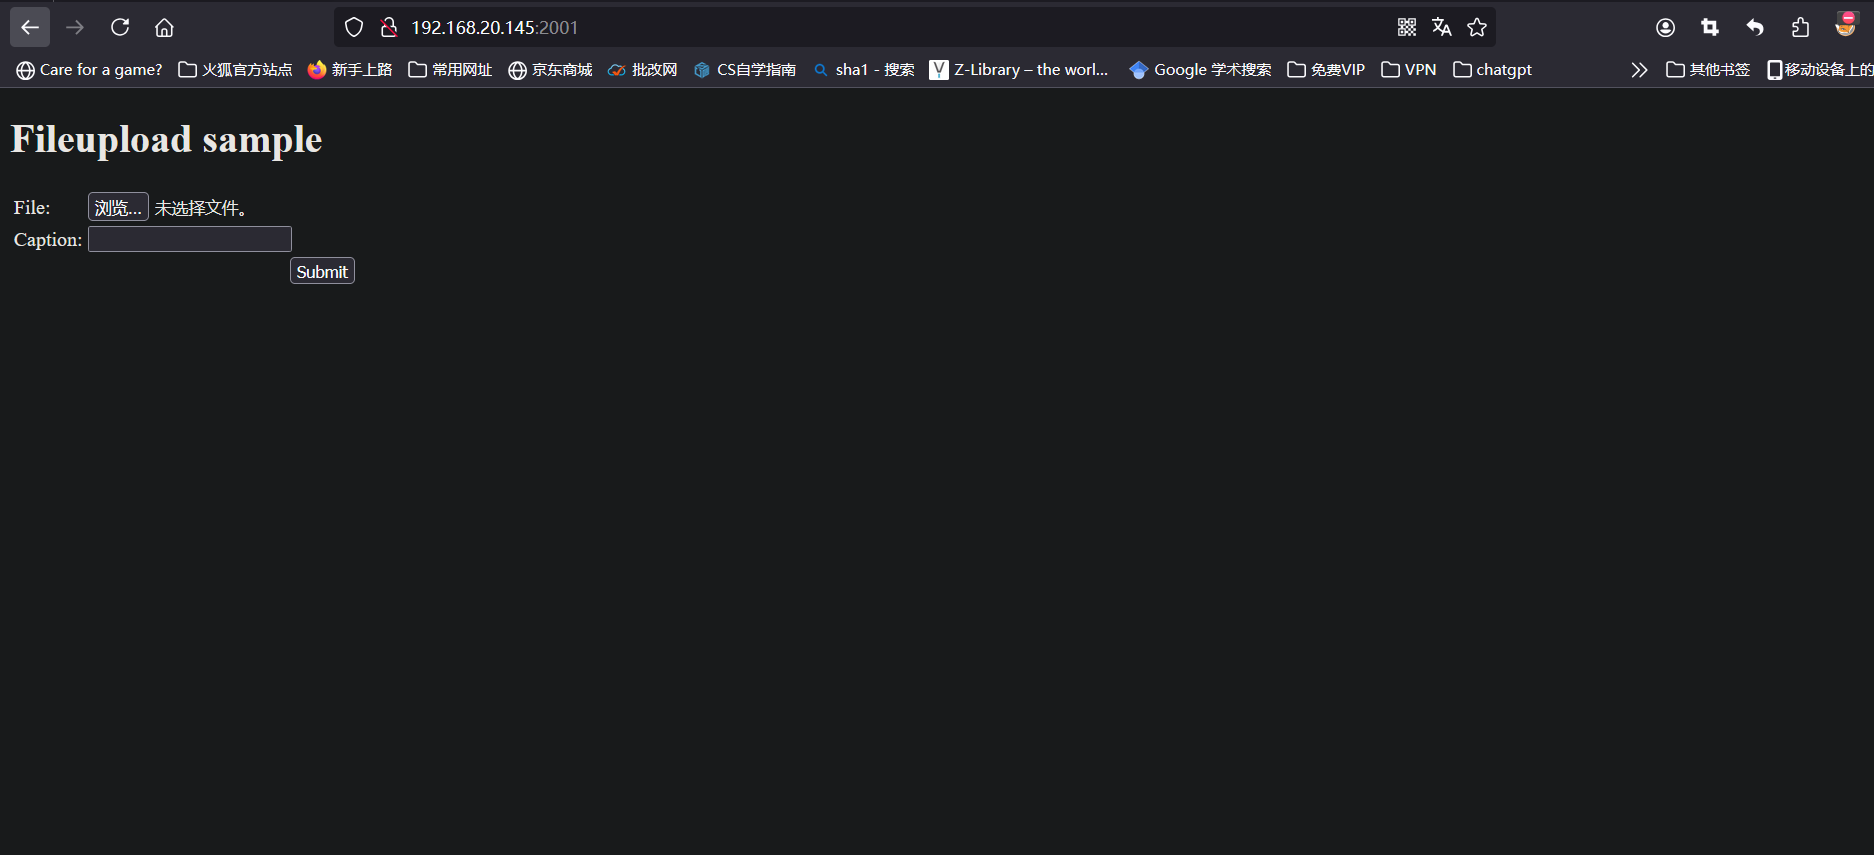 192.168.20.145:2001
Care for a game? 火狐官方站点 新手上路 常用网址 京东商城 批改网 CS自学指南 sha1 - 搜索 Z-Library – the worl... Google 学术搜索 免费VIP VPN chatgpt 其他书签 移动设备上的
Fileupload sample
File: 浏览... 未选择文件。
Caption:
Submit